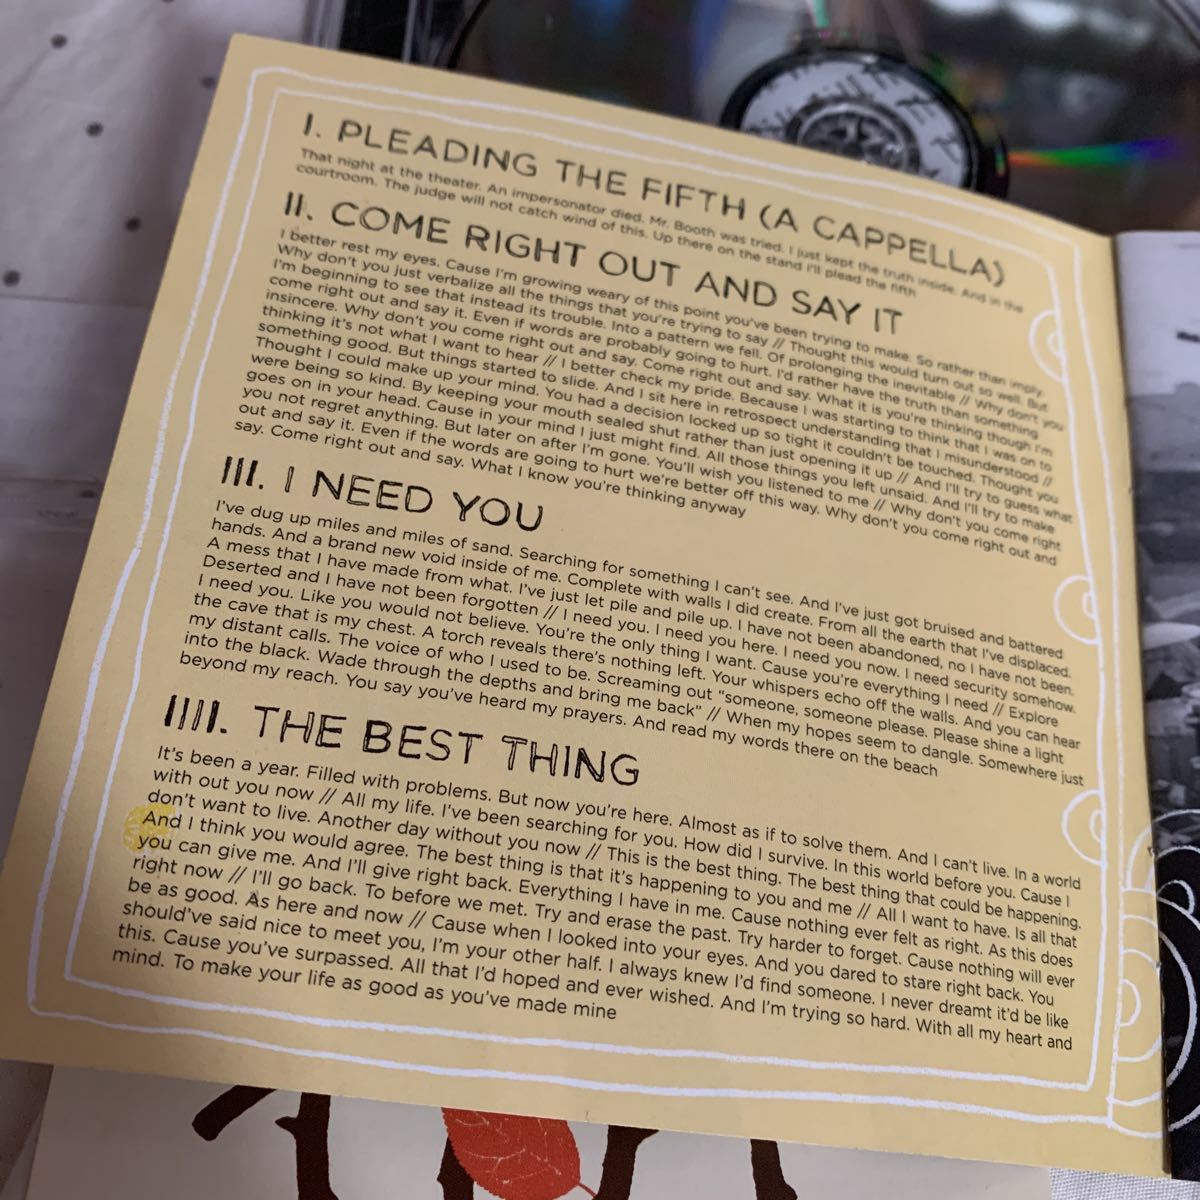 I. PLEADING THE FIFTH (A CAPPELLA)
That night at the theater. An impersonator died. Mr. Booth was tried. I just kept the truth inside. And in the
courtroom. The judge will not catch wind of this. Up there on the stand I'll plead the fifth
II. COME RIGHT OUT AND SAY IT
I better rest my eyes. Cause I'm growing weary of this point you've been trying to make. So rather than imply.
Why don't you just verbalize all the things that you're trying to say // Thought this would turn out so well. But
I'm beginning to see that instead its trouble. Into a pattern we fell. Of prolonging the inevitable // Why don't you
come right out and say it. Even if words are probably going to hurt. I'd rather have the truth than something
insincere. Why don't you come right out and say. Come right out and say. What it is you're thinking though I'm
thinking it's not what I want to hear // I better check my pride. Because I was starting to think that I was on to
something good. But things started to slide. And I sit here in retrospect understanding that I misunderstood //
Thought I could make up your mind. You had a decision locked up so tight it couldn't be touched. Thought you
were being so kind. By keeping your mouth sealed shut rather than just opening it up // And I'll try to guess what
goes on in your head. Cause in your mind I just might find. All those things you left unsaid. And I'll try to make
you not regret anything. But later on after I'm gone. You'll wish you listened to me // Why don't you come right
out and say it. Even if the words are going to hurt we're better off this way. Why don't you come right out and
say. Come right out and say. What I know you're thinking anyway
III. I NEED YOU
I've dug up miles and miles of sand. Searching for something I can't see. And I've just got bruised and battered
hands. And a brand new void inside of me. Complete with walls I did create. From all the earth that I've displaced.
A mess that I have made from what. I've just let pile and pile up. I have not been abandoned, no I have not been.
Deserted and I have not been forgotten // I need you. I need you here. I need you now. I need security somehow.
I need you. Like you would not believe. You're the only thing I want. Cause you're everything I need // Explore
the cave that is my chest. A torch reveals there's nothing left. Your whispers echo off the walls. And you can hear
my distant calls. The voice of who I used to be. Screaming out "someone, someone please. Please shine a light
into the black. Wade through the depths and bring me back" // When my hopes seem to dangle. Somewhere just
beyond my reach. You say you've heard my prayers. And read my words there on the beach
IIII. THE BEST THING
It's been a year. Filled with problems. But now you're here. Almost as if to solve them. And I can't live. In a world
with out you now // All my life. I've been searching for you. How did I survive. In this world before you. Cause I
don't want to live. Another day without you now // This is the best thing. The best thing that could be happening.
And I think you would agree. The best thing is that it's happening to you and me // All I want to have. Is all that
you can give me. And I'll give right back. Everything I have in me. Cause nothing ever felt as right. As this does
right now // I'll go back. To before we met. Try and erase the past. Try harder to forget. Cause nothing will ever
be as good. As here and now // Cause when I looked into your eyes. And you dared to stare right back. You
should've said nice to meet you, I'm your other half. I always knew I'd find someone. I never dreamt it'd be like
this. Cause you've surpassed. All that I'd hoped and ever wished. And I'm trying so hard. With all my heart and
mind. To make your life as good as you've made mine